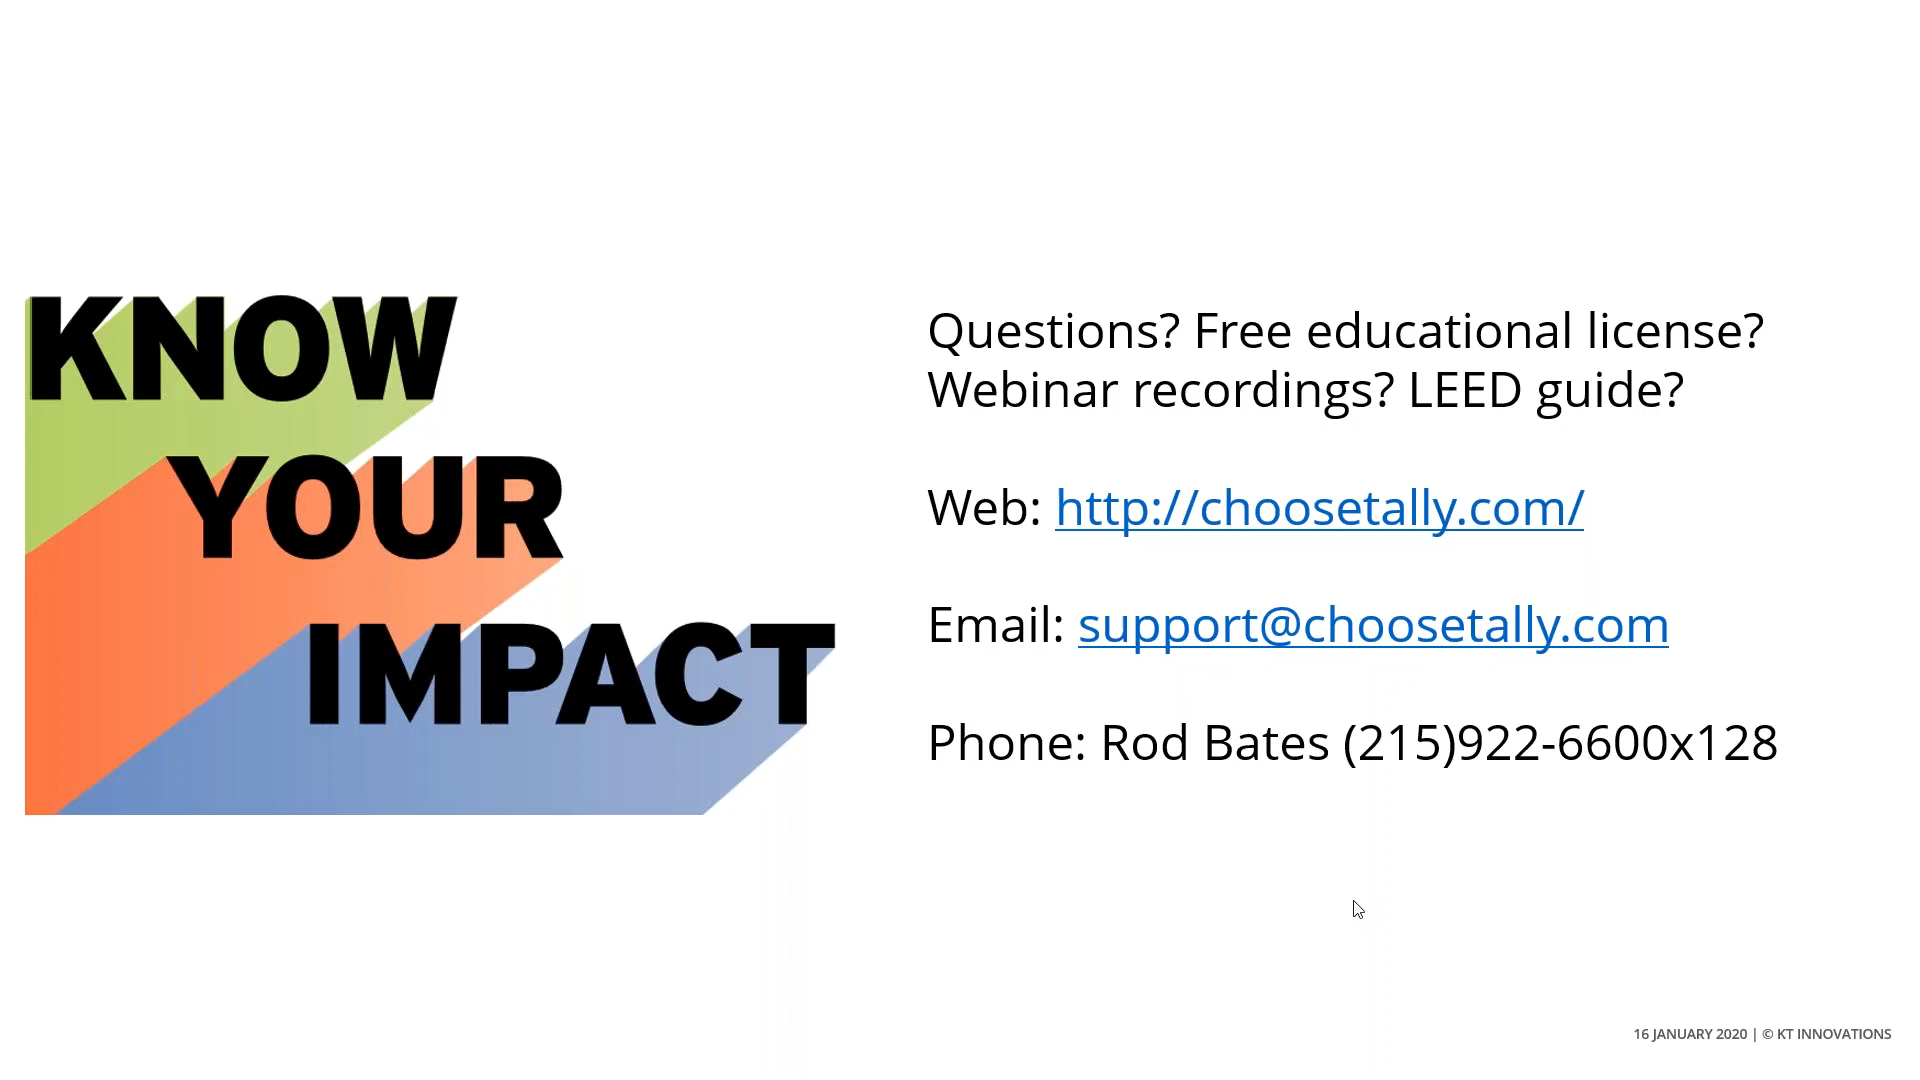 KNOW
YOUR
IMPACT
Questions? Free educational license?
Webinar recordings? LEED guide?
Web: http://choosetally.com/
Email: support@choosetally.com
Phone: Rod Bates (215)922-6600x128
16 JANUARY 2020 | © KT INNOVATIONS